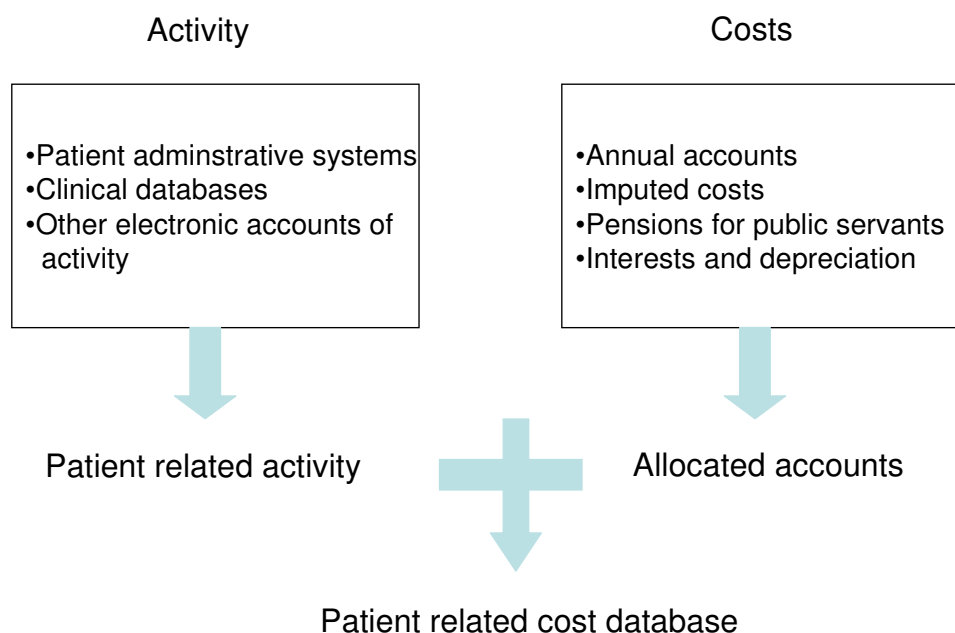 Activity
Costs
•Patient adminstrative systems
•Clinical databases
•Other electronic accounts of
activity
•Annual accounts
•Imputed costs
•Pensions for public servants
•Interests and depreciation
Patient related activity
Allocated accounts
Patient related cost database